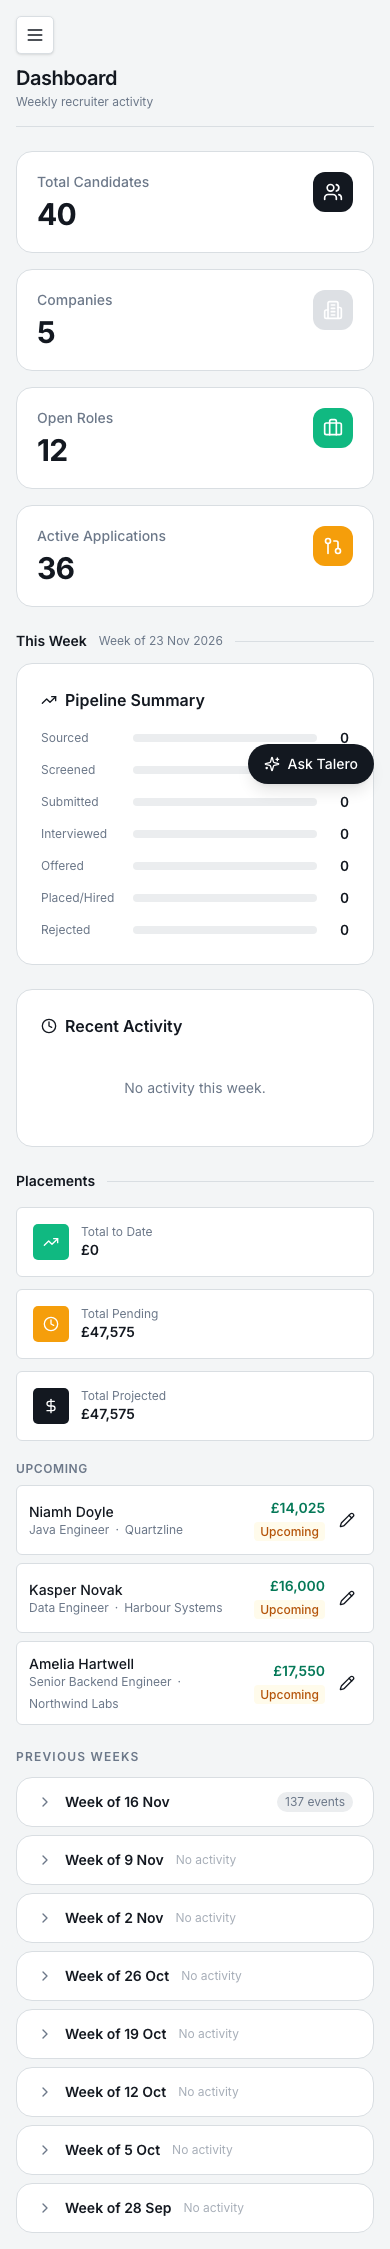 Dashboard
Weekly recruiter activity
Total Candidates
40
Companies
5
Open Roles
12
Active Applications
36
This Week Week of 23 Nov 2026
Pipeline Summary
Sourced 0
Screened
Ask Talero
Submitted 0
Interviewed 0
Offered 0
Placed/Hired 0
Rejected 0
Recent Activity
No activity this week.
Placements
Total to Date
£0
Total Pending
£47,575
Total Projected
£47,575
UPCOMING
Niamh Doyle £14,025
Java Engineer · Quartzline Upcoming
Kasper Novak £16,000
Data Engineer · Harbour Systems Upcoming
Amelia Hartwell £17,550
Senior Backend Engineer · Upcoming
Northwind Labs
PREVIOUS WEEKS
Week of 16 Nov 137 events
Week of 9 Nov No activity
Week of 2 Nov No activity
Week of 26 Oct No activity
Week of 19 Oct No activity
Week of 12 Oct No activity
Week of 5 Oct No activity
Week of 28 Sep No activity